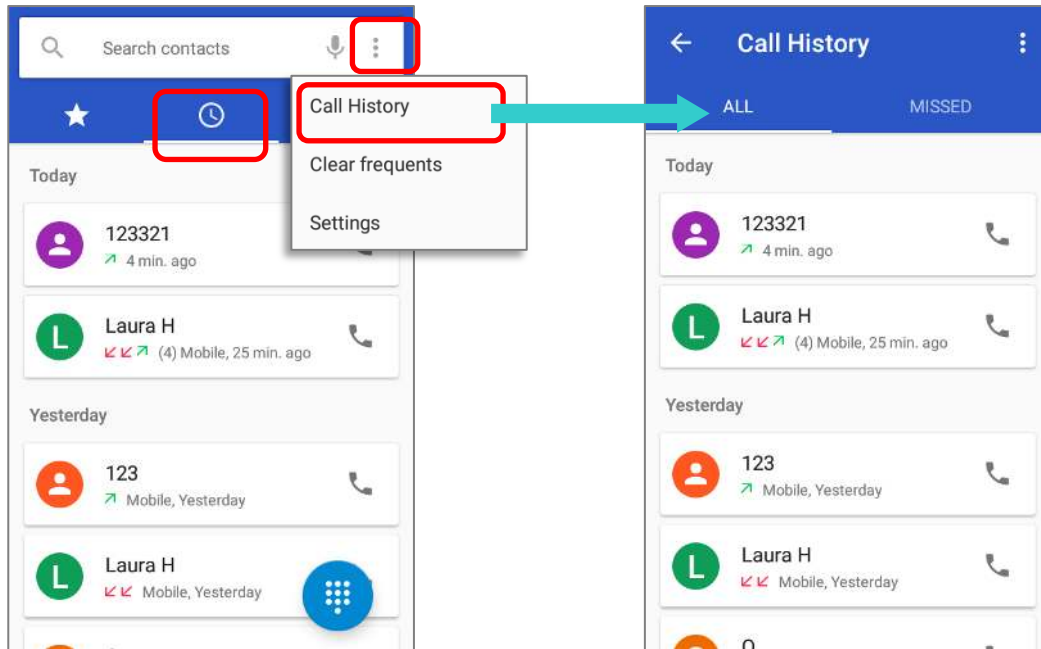 Search contacts
Call History
Clear frequents
Settings
Today
123321
4 min. ago
L
Laura H
(4) Mobile, 25 min. ago
Yesterday
123
Mobile, Yesterday
L
Laura H
Mobile, Yesterday
Call History
ALL MISSED
Today
123321
4 min. ago
L
Laura H
(4) Mobile, 25 min. ago
Yesterday
123
Mobile, Yesterday
L
Laura H
Mobile, Yesterday